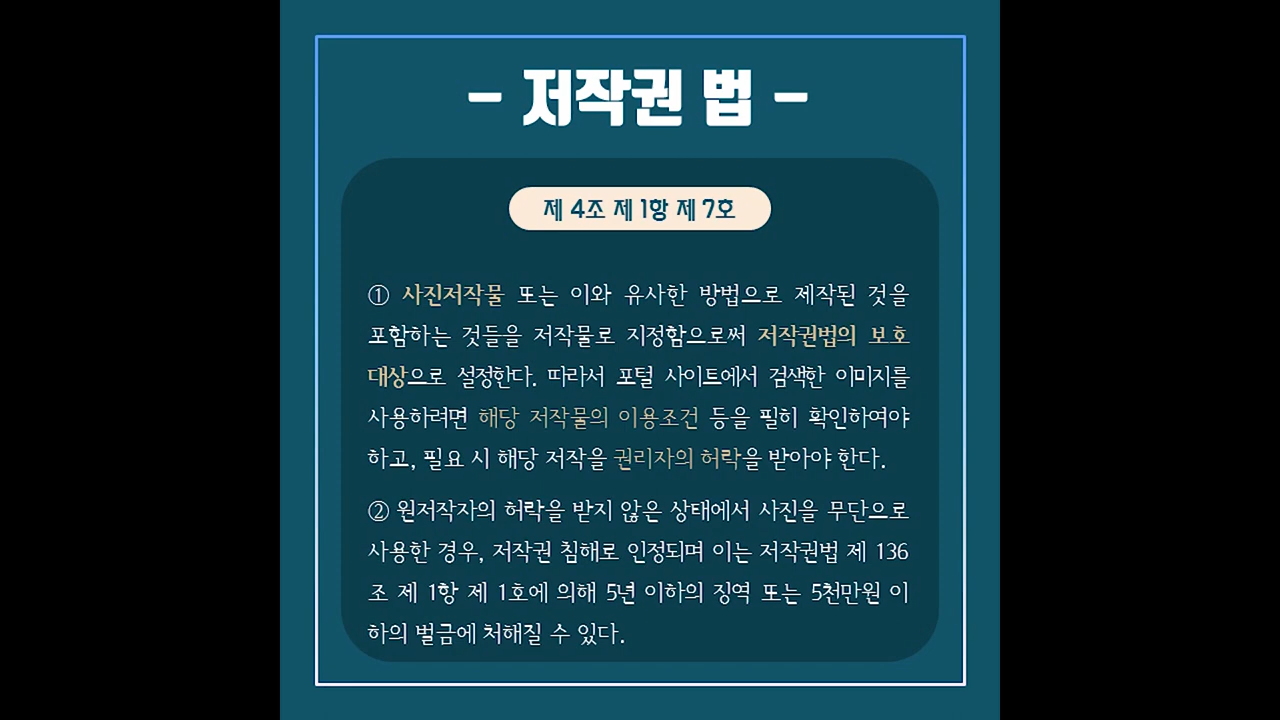 - 저작권 법 -
제 4조 제 1항 제 7호
① 사진저작물 또는 이와 유사한 방법으로 제작된 것을
포함하는 것들을 저작물로 지정함으로써 저작권법의 보호
대상으로 설정한다. 따라서 포털 사이트에서 검색한 이미지를
사용하려면 해당 저작물의 이용조건 등을 필히 확인하여야
하고, 필요 시 해당 저작을 권리자의 허락을 받아야 한다.
② 원저작자의 허락을 받지 않은 상태에서 사진을 무단으로
사용한 경우, 저작권 침해로 인정되며 이는 저작권법 제 136
조 제 1항 제 1호에 의해 5년 이하의 징역 또는 5천만원 이
하의 벌금에 처해질 수 있다.